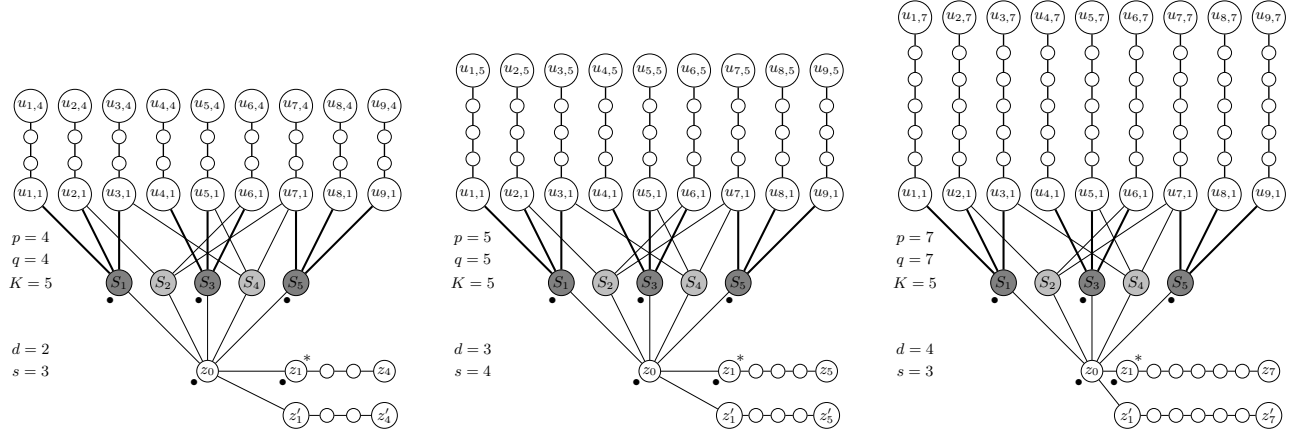 u1,7 u2,7 u3,7 u4,7 u5,7 u6,7 u7,7 u8,7 u9,7
u1,5 u2,5 u3,5 u4,5 u5,5 u6,5 u7,5 u8,5 u9,5
u1,4 u2,4 u3,4 u4,4 u5,4 u6,4 u7,4 u8,4 u9,4
u1,1 u2,1 u3,1 u4,1 u5,1 u6,1 u7,1 u8,1 u9,1 u1,1 u2,1 u3,1 u4,1 u5,1 u6,1 u7,1 u8,1 u9,1 u1,1 u2,1 u3,1 u4,1 u5,1 u6,1 u7,1 u8,1 u9,1
p = 4 p = 5 p = 7
q = 4 q = 5 q = 7
K = 5 S1 S2 S3 S4 S5 K = 5 S1 S2 S3 S4 S5 K = 5 S1 S2 S3 S4 S5
d = 2 d = 3 d = 4
s = 3 z0 z1 * z4 s = 4 z0 z1 * z5 s = 3 z0 z1 * z7
z′1 z′4 z′1 z′5 z′1 z′7